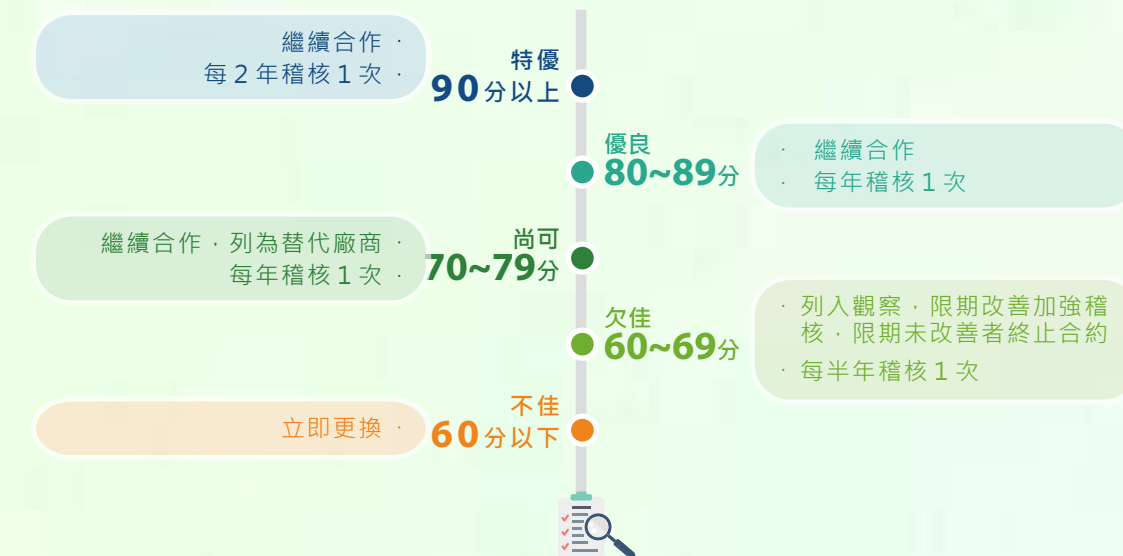 繼續合作 ·
每 2 年稽核 1 次 ·
特優
90分以上
優良
80~89分
· 繼續合作
· 每年稽核 1 次
繼續合作，列為替代廠商 ·
每年稽核 1 次 ·
尚可
70~79分
欠佳
60~69分
· 列入觀察，限期改善加強稽
核，限期未改善者終止合約
· 每半年稽核 1 次
立即更換 ·
不佳
60分以下